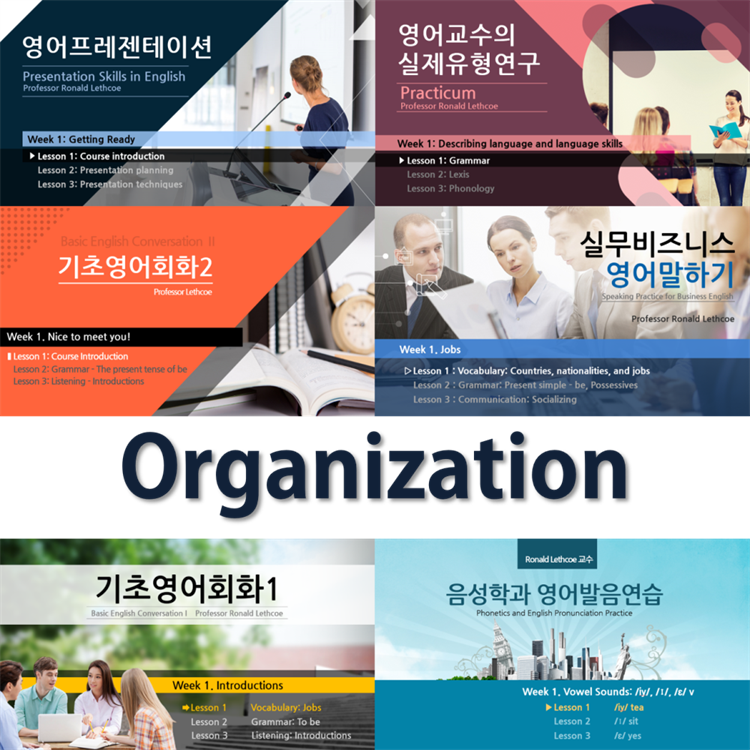 영어프레젠테이션
Presentation Skills in English
Professor Ronald Lethcoe
Week 1: Getting Ready
▶ Lesson 1: Course introduction
Lesson 2: Presentation planning
Lesson 3: Presentation techniques
영어교수의
실제유형연구
Practicum
Professor Ronald Lethcoe
Week 1: Describing language and language skills
▶ Lesson 1: Grammar
Lesson 2: Lexis
Lesson 3: Phonology
Basic English Conversation II
기초영어회화2
Professor Lethcoe
Week 1. Nice to meet you!
Lesson 1: Course Introduction
Lesson 2: Grammar - The present tense of be
Lesson 3: Listening - Introductions
실무비즈니스
영어말하기
Speaking Practice for Business English
Professor Ronald Lethcoe
Week 1. Jobs
▷ Lesson 1 : Vocabulary: Countries, nationalities, and jobs
Lesson 2 : Grammar: Present simple - be, Possessives
Lesson 3 : Communication: Socializing
Organization
기초영어회화1
Basic English Conversation I Professor Ronald Lethcoe
Week 1. Introductions
➡ Lesson 1 Vocabulary: Jobs
Lesson 2 Grammar: To be
Lesson 3 Listening: Introductions
Ronald Lethcoe 교수
음성학과 영어발음연습
Phonetics and English Pronunciation Practice
Week 1. Vowel Sounds: /iy/, /ɪ/, /ɛ/ v
▶ Lesson 1 /iy/ tea
Lesson 2 /ɪ/ sit
Lesson 3 /ɛ/ yes